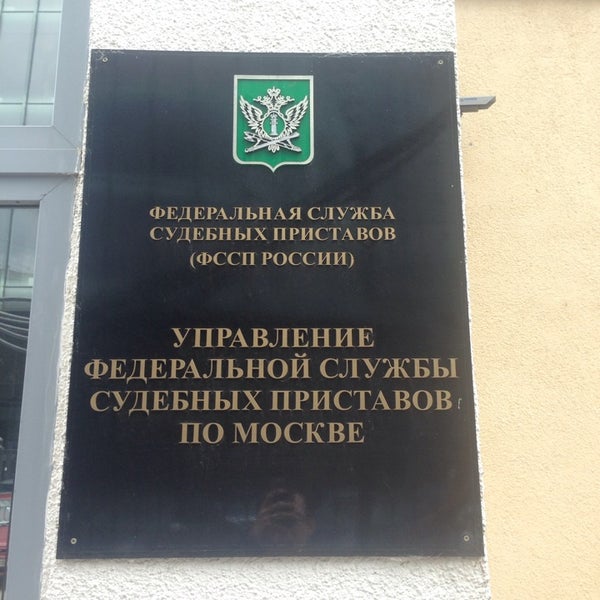 ФЕДЕРАЛЬНАЯ СЛУЖБА
СУДЕБНЫХ ПРИСТАВОВ
(ФССП РОССИИ)
УПРАВЛЕНИЕ
ФЕДЕРАЛЬНОЙ СЛУЖБЫ
СУДЕБНЫХ ПРИСТАВОВ
ПО МОСКВЕ